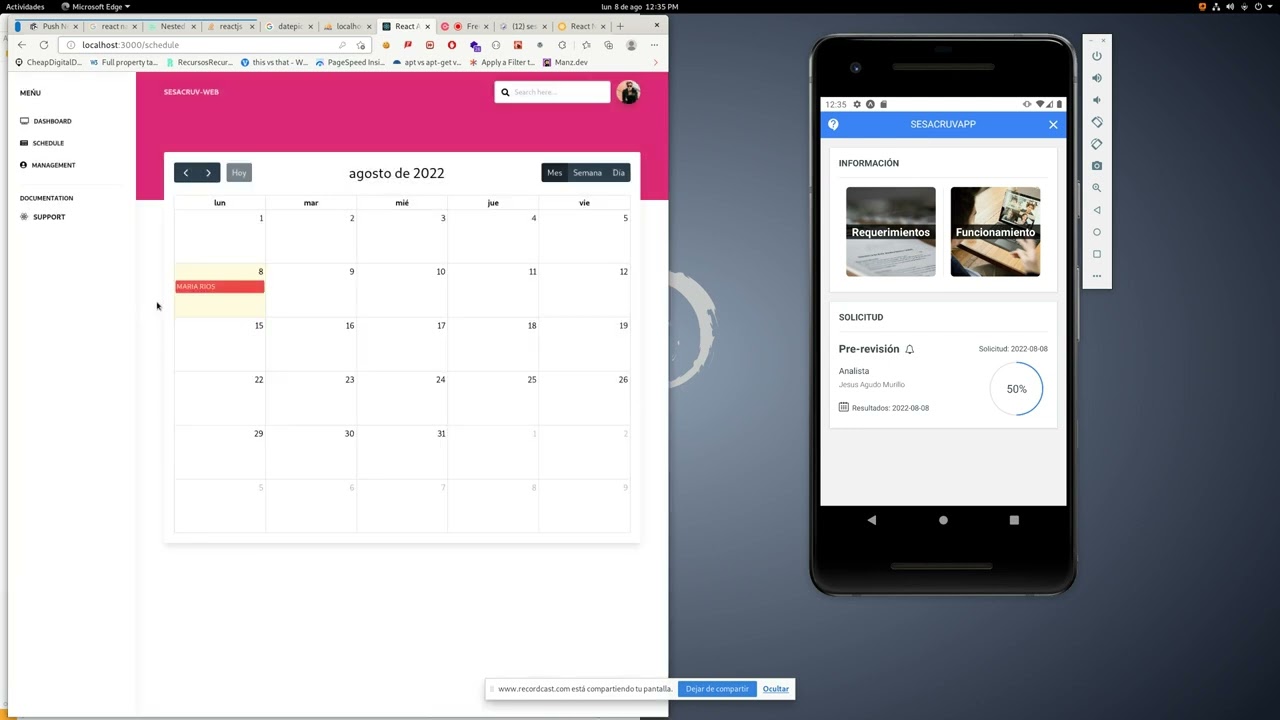 Actividades
Microsoft Edge
lun 8 de ago 12:35 PM
Push N
react n
Nested
reactjs
datepic
localho
React A
Fre
(12) ses
React N
localhost:3000/schedule
CheapDigitalD...
Full property ta...
RecursosRecur...
this vs that - W...
PageSpeed Insi...
apt vs apt-get v...
Apply a Filter t...
Manz.dev
MEÑU
DASHBOARD
SCHEDULE
MANAGEMENT
DOCUMENTATION
SUPPORT
SESACRUV-WEB
Search here...
Hoy
agosto de 2022
Mes Semana Día
lun mar mié jue vie
1 2 3 4 5
8 9 10 11 12
MARIA RIOS
15 16 17 18 19
22 23 24 25 26
29 30 31 1 2
5 6 7 8 9
12:35
SESACRUVAPP
INFORMACIÓN
Requerimientos
Funcionamiento
SOLICITUD
Pre-revisión
Solicitud: 2022-08-08
Analista
Jesus Agudo Murillo
50%
Resultados: 2022-08-08
www.recordcast.com está compartiendo tu pantalla.
Dejar de compartir
Ocultar